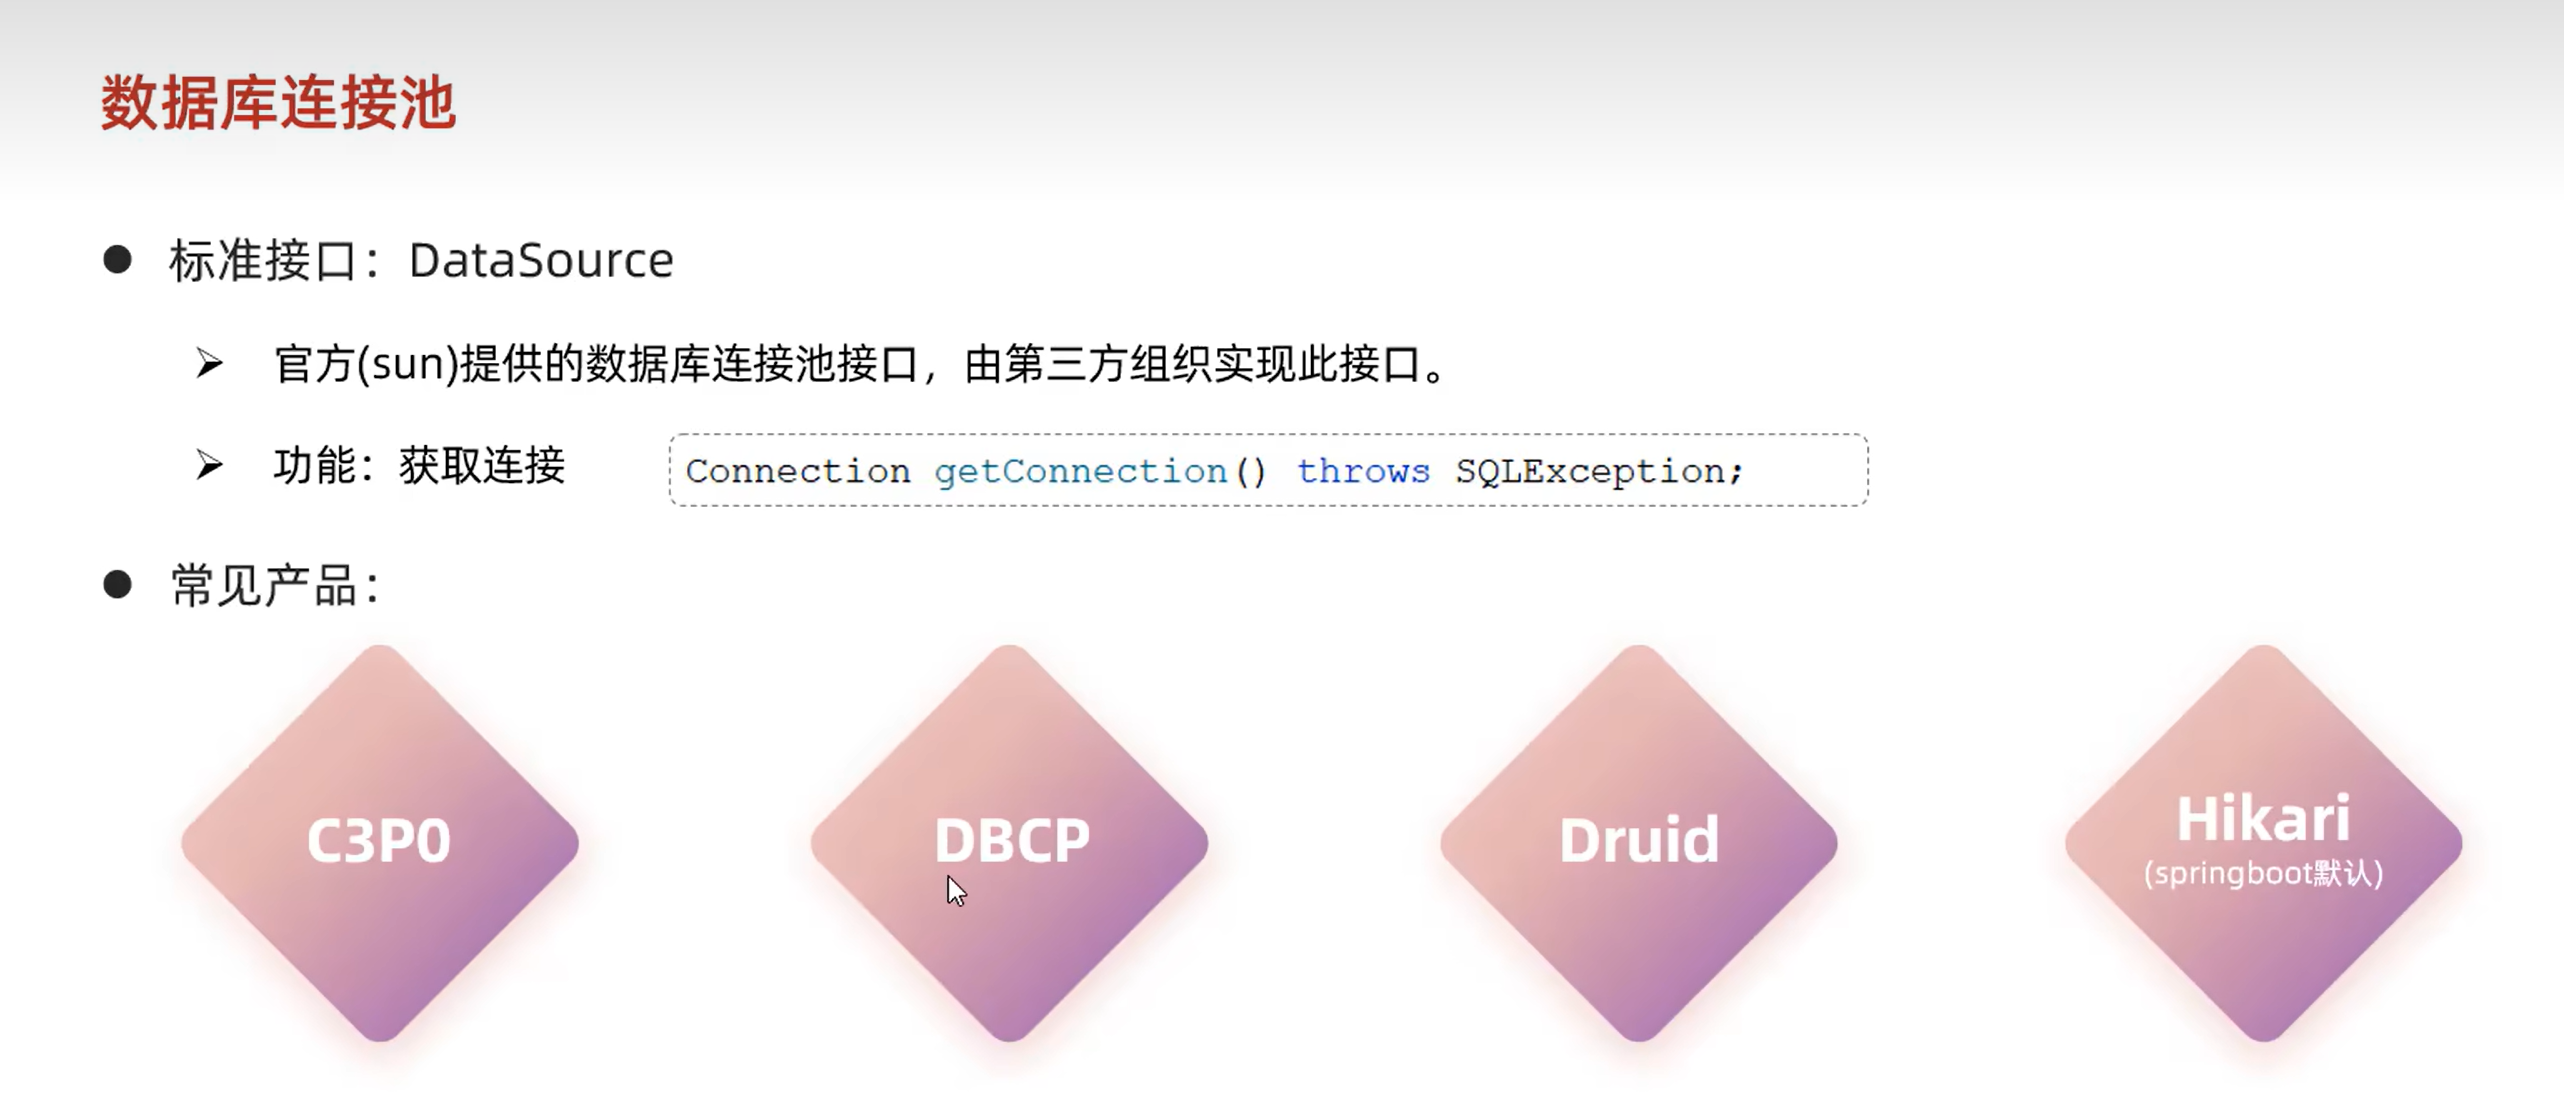 数据库连接池
标准接口：DataSource
官方(sun)提供的数据库连接池接口，由第三方组织实现此接口。
功能：获取连接 Connection getConnection() throws SQLException;
常见产品：
C3P0
DBCP
Druid
Hikari
(springboot默认)